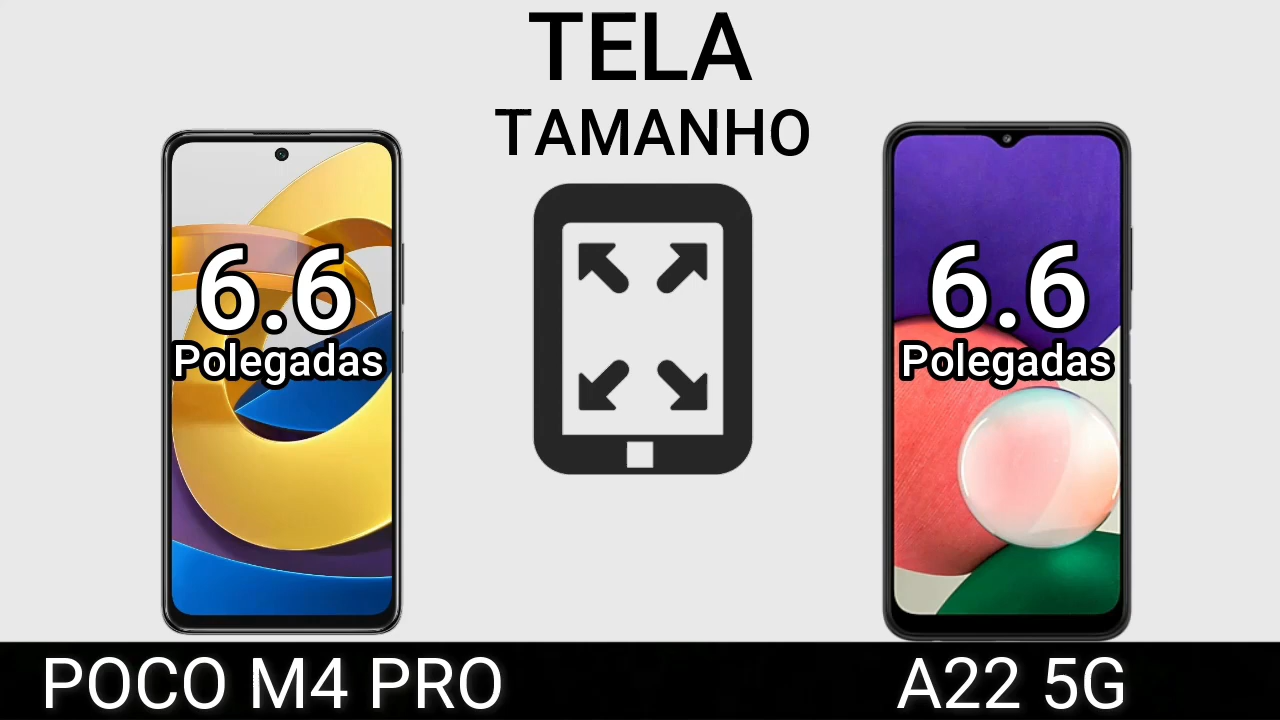 TELA
TAMANHO
6.6
Polegadas
6.6
Polegadas
POCO M4 PRO
A22 5G